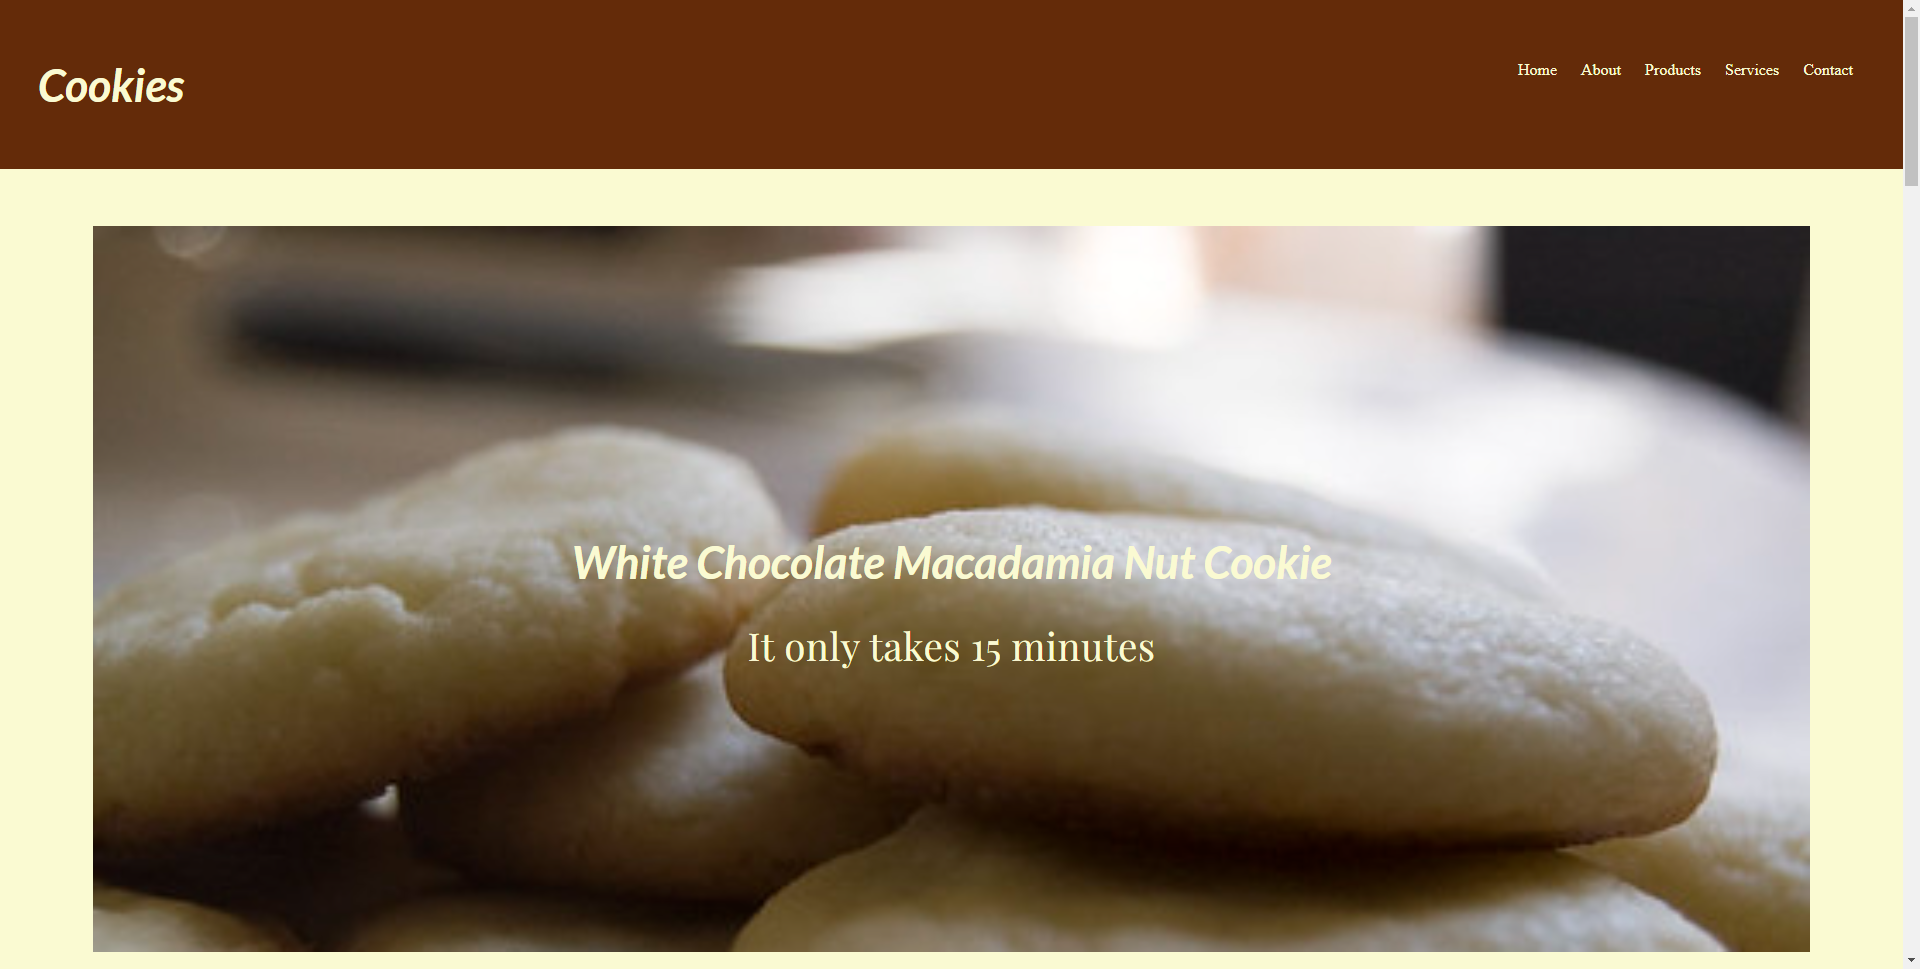 Cookies
Home About Products Services Contact
White Chocolate Macadamia Nut Cookie
It only takes 15 minutes